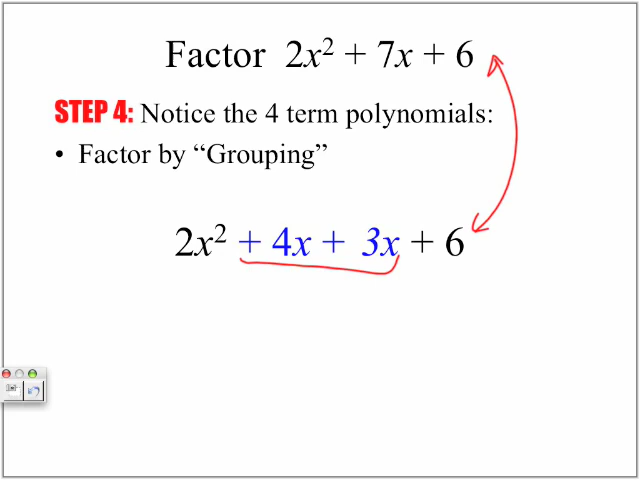 Factor 2x² + 7x + 6
STEP 4: Notice the 4 term polynomials:
• Factor by “Grouping”
2x² + 4x + 3x + 6